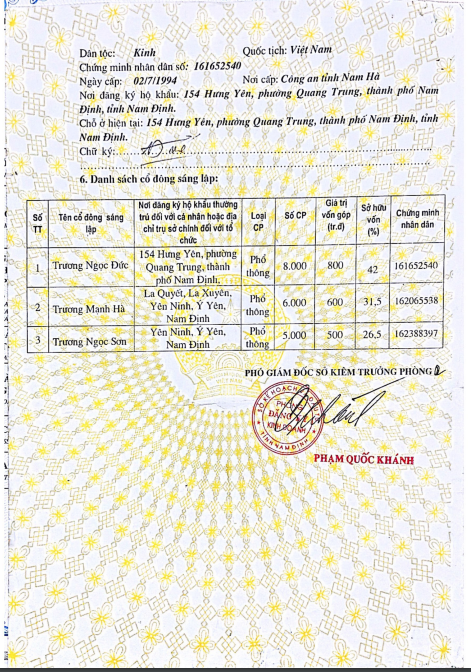 Dân tộc: Kinh Quốc tịch: Việt Nam
Chứng minh nhân dân số: 161652540
Ngày cấp: 02/7/1994 Nơi cấp: Công an tỉnh Nam Hà
Nơi đăng ký hộ khẩu: 154 Hưng Yên, phường Quang Trung, thành phố Nam
Định, tỉnh Nam Định.
Chỗ ở hiện tại: 154 Hưng Yên, phường Quang Trung, thành phố Nam Định, tỉnh
Nam Định.
Chữ ký:
6. Danh sách cổ đông sáng lập:
Số TT Tên cổ đông sáng lập Nơi đăng ký hộ khẩu thường trú đối với cá nhân hoặc địa chỉ trụ sở chính đối với tổ chức Loại CP Số CP Giá trị vốn góp (tr.đ) Sở hữu vốn (%) Chứng minh nhân dân
1 Trương Ngọc Đức 154 Hưng Yên, phường Quang Trung, thành phố Nam Định, Phổ thông 8.000 800 42 161652540
2 Trương Mạnh Hà La Quyết, La Xuyên, Yên Ninh, Ý Yên, Nam Định Phổ thông 6.000 600 31,5 162065538
3 Trương Ngọc Sơn Yên Ninh, Ý Yên, Nam Định Phổ thông 5.000 500 26,5 162388397
PHÓ GIÁM ĐỐC SỞ KIÊM TRƯỞNG PHÒNG
PHÒNG
ĐĂNG KÝ
KINH DOANH
TỈNH NAM ĐỊNH
PHẠM QUỐC KHÁNH